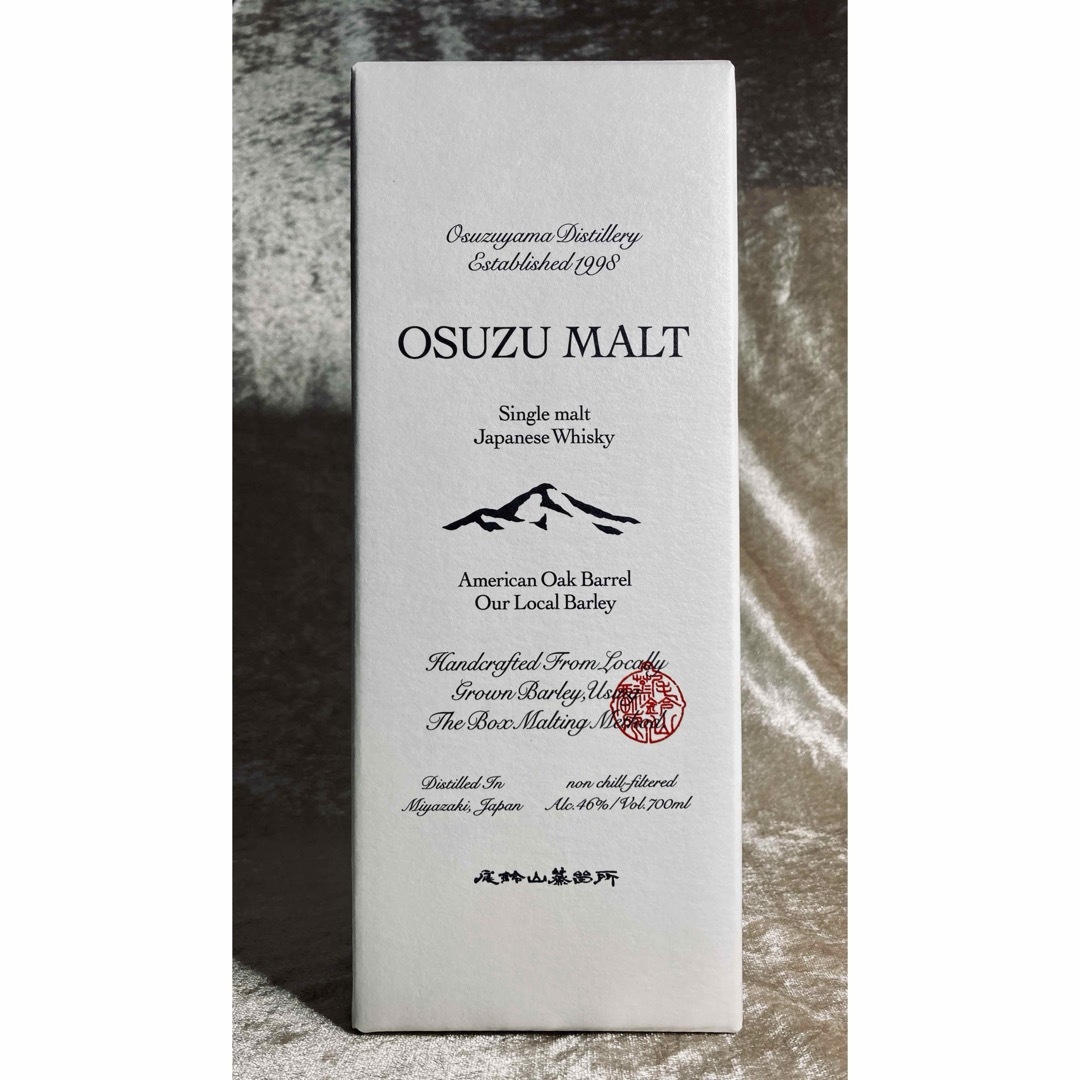 Osuzuyama Distillery
Established 1998
OSUZU MALT
Single malt
Japanese Whisky
American Oak Barrel
Our Local Barley
Handcrafted From Locally
Grown Barley, Using
The Box Malting Method
Distilled In
Miyazaki, Japan
non chill-filtered
Alc.46%/Vol.700ml
尾鈴山蒸留所